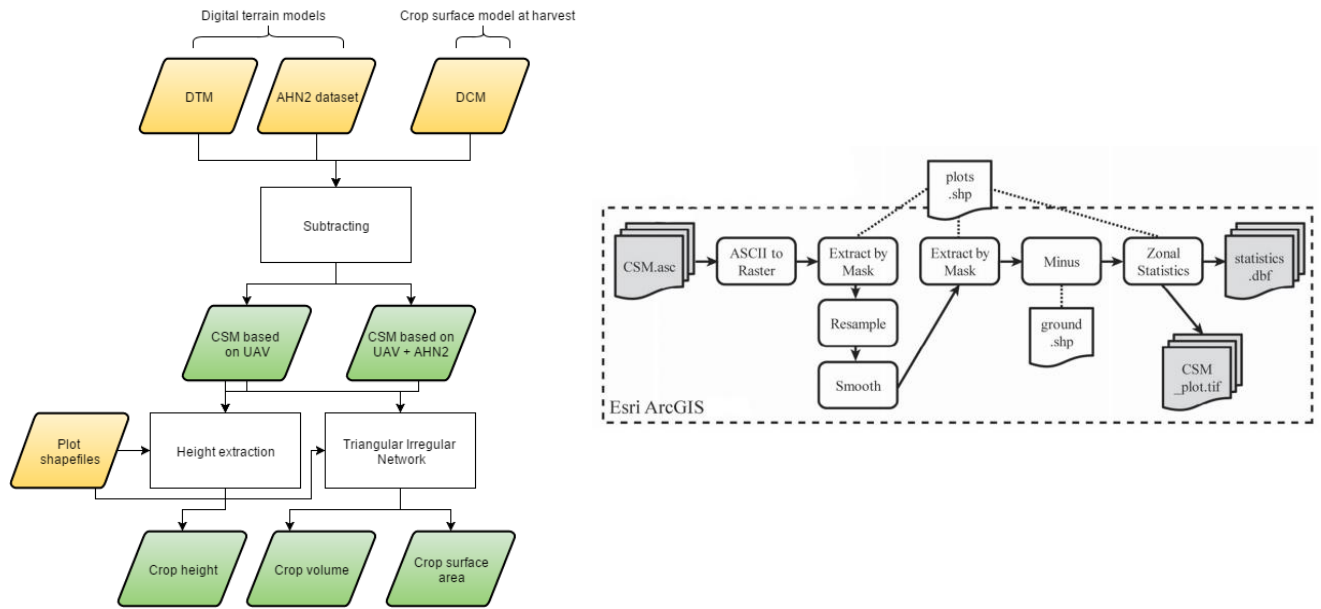 Digital terrain models
Crop surface model at harvest
DTM
AHN2 dataset
DCM
Subtracting
CSM based
on UAV
CSM based on
UAV + AHN2
Plot
shapefiles
Height extraction
Triangular Irregular
Network
Crop height
Crop volume
Crop surface
area
plots
.shp
CSM.asc
ASCII to
Raster
Extract by
Mask
Extract by
Mask
Minus
Zonal
Statistics
statistics
.dbf
Resample
ground
.shp
Smooth
CSM
_plot.tif
Esri ArcGIS